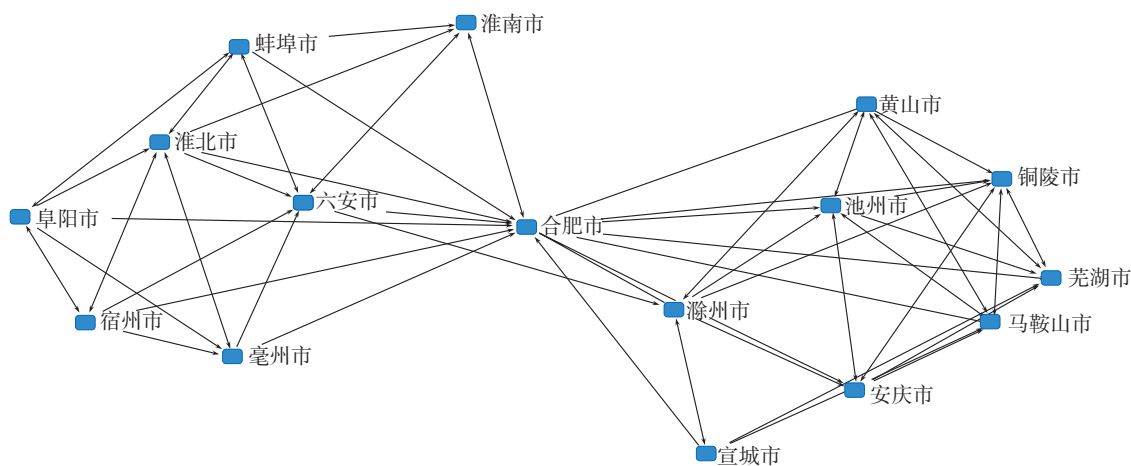 淮南市
蚌埠市
黄山市
淮北市
铜陵市
六安市
池州市
阜阳市
合肥市
芜湖市
滁州市
宿州市
马鞍山市
毫州市
安庆市
宣城市